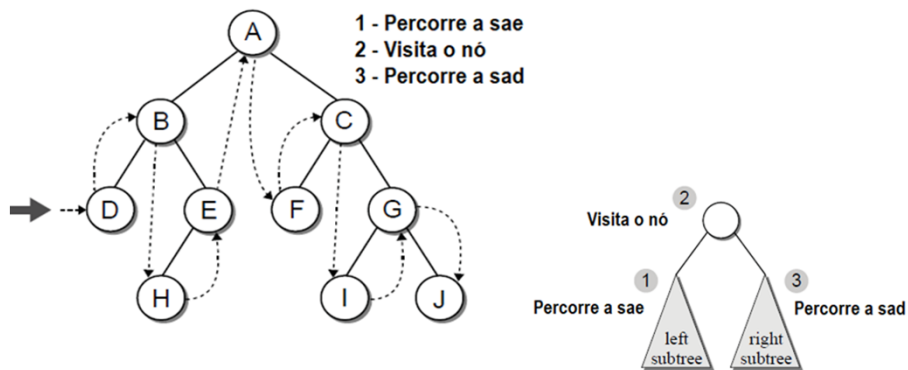 A
1 - Percorre a sae
2 - Visita o nó
3 - Percorre a sad
B
C
D
E
F
G
H
I
J
2
Visita o nó
1
3
Percorre a sae
Percorre a sad
left
subtree
right
subtree